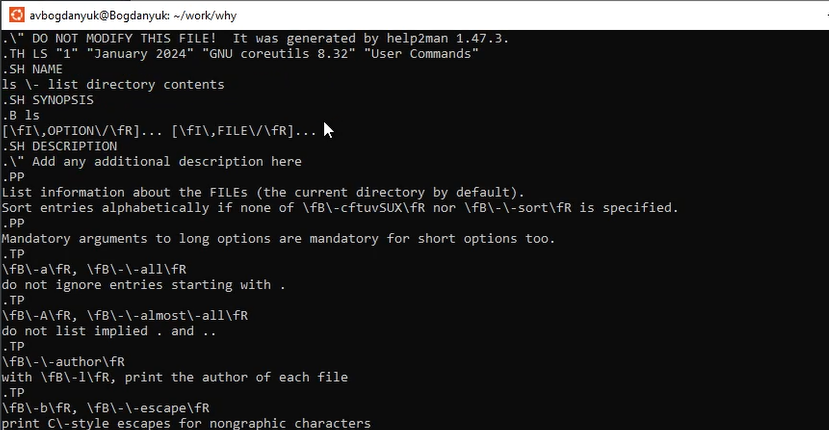 avbogdanyuk@Bogdanyuk: ~/work/why
.\" DO NOT MODIFY THIS FILE!  It was generated by help2man 1.47.3.
.TH LS "1" "January 2024" "GNU coreutils 8.32" "User Commands"
.SH NAME
ls \- list directory contents
.SH SYNOPSIS
.B ls
[\fI\,OPTION\/\fR]... [\fI\,FILE\/\fR]...
.SH DESCRIPTION
.\" Add any additional description here
.PP
List information about the FILEs (the current directory by default).
Sort entries alphabetically if none of \fB\-cftuvSUX\fR nor \fB\-\-sort\fR is specified.
.PP
Mandatory arguments to long options are mandatory for short options too.
.TP
\fB\-a\fR, \fB\-\-all\fR
do not ignore entries starting with .
.TP
\fB\-A\fR, \fB\-\-almost\-all\fR
do not list implied . and ..
.TP
\fB\-\-author\fR
with \fB\-l\fR, print the author of each file
.TP
\fB\-b\fR, \fB\-\-escape\fR
print C\-style escapes for nongraphic characters